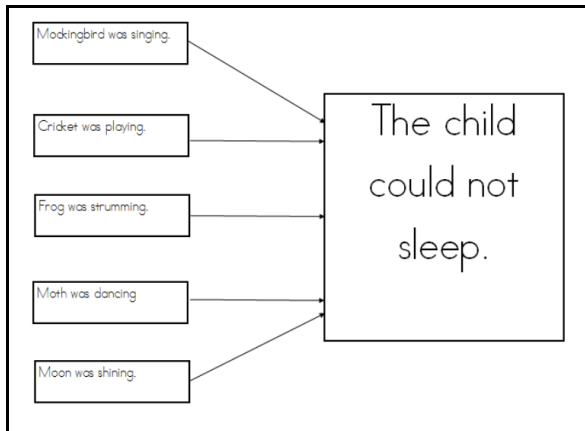 Mockingbird was singing.
Cricket was playing.
Frog was strumming.
Moth was dancing
Moon was shining.
The child
could not
sleep.